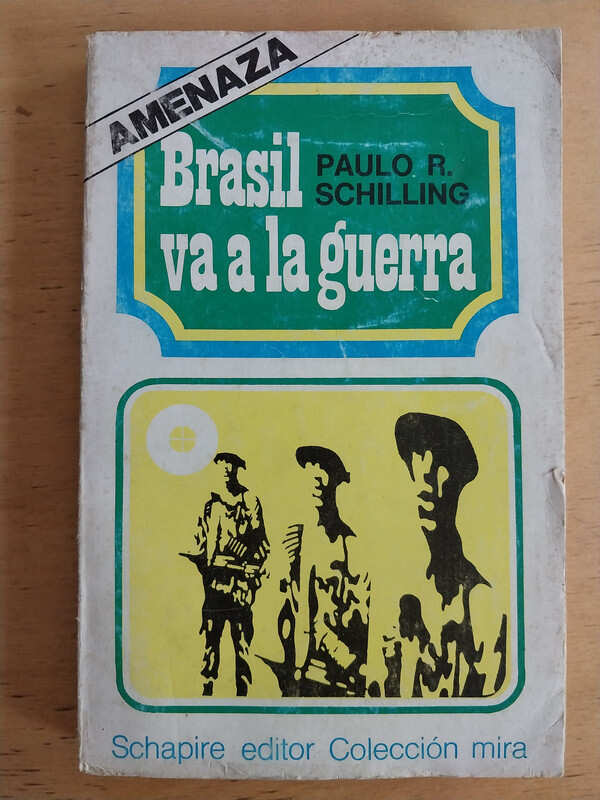 AMENAZA
Brasil
PAULO R.
SCHILLING
va a la guerra
Schapire editor Colección mira